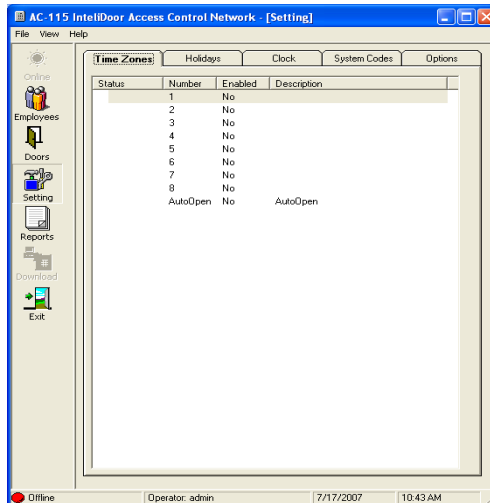 AC-115 InteliDoor Access Control Network - [Setting]
File View Help
Time Zones Holidays Clock System Codes Options
Online
Employees
Doors
Setting
Reports
Download
Exit
Status Number Enabled Description
1 No
2 No
3 No
4 No
5 No
6 No
7 No
8 No
AutoOpen No AutoOpen
Offline Operator: admin 7/17/2007 10:43 AM